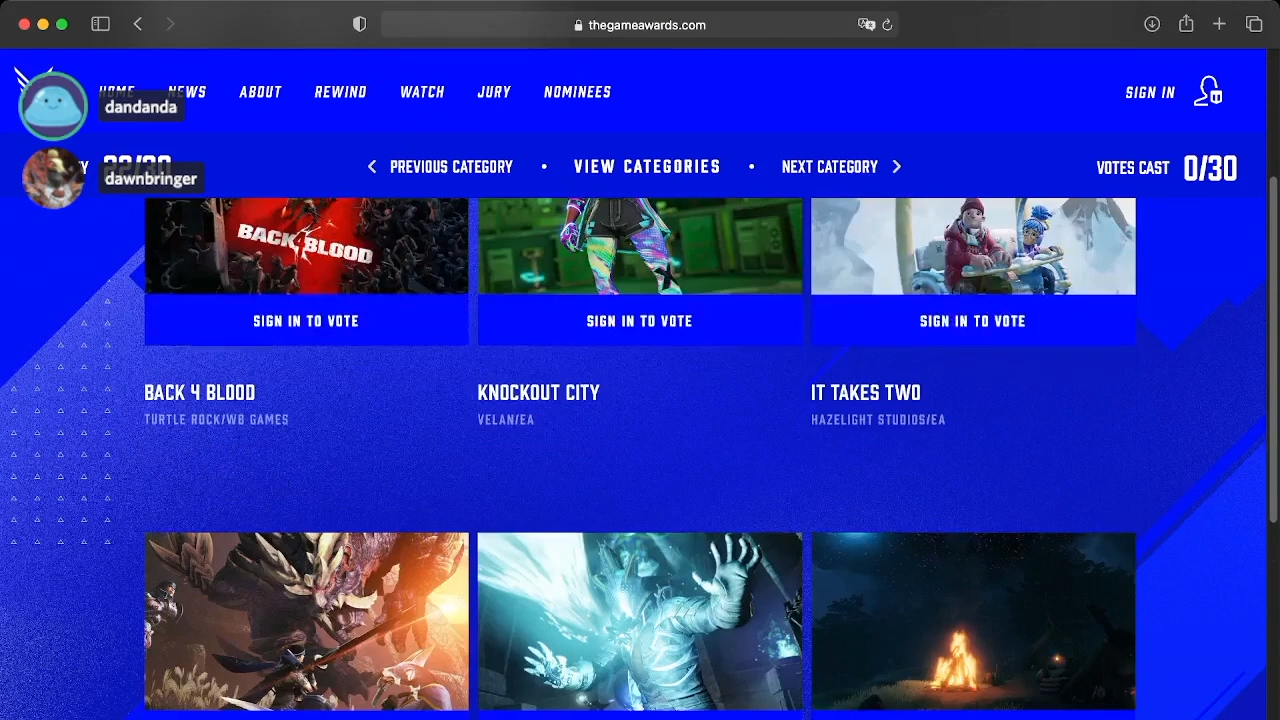 thegameawards.com
HOME NEWS ABOUT REWIND WATCH JURY NOMINEES SIGN IN
dandanda
22/30 PREVIOUS CATEGORY • VIEW CATEGORIES • NEXT CATEGORY VOTES CAST 0/30
dawnbringer
BACK 4 BLOOD
SIGN IN TO VOTE SIGN IN TO VOTE SIGN IN TO VOTE
BACK 4 BLOOD KNOCKOUT CITY IT TAKES TWO
TURTLE ROCK/WB GAMES VELAN/EA HAZELIGHT STUDIOS/EA